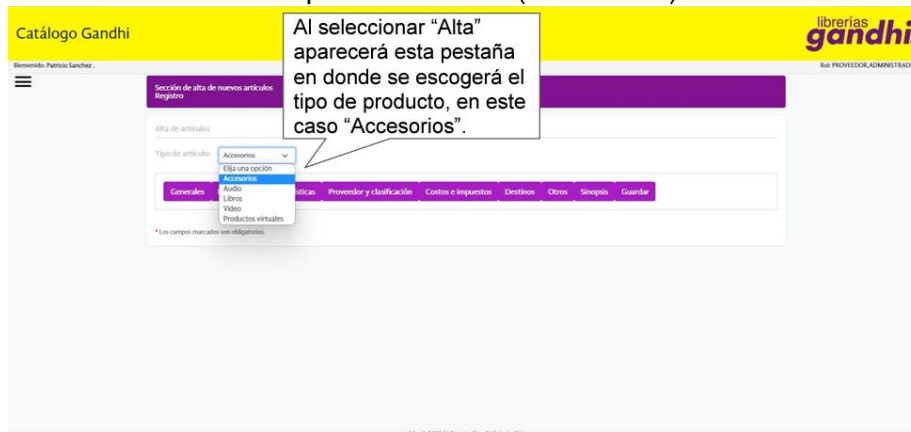 Catálogo Gandhi
Al seleccionar “Alta”
aparecerá esta pestaña
en donde se escogerá el
tipo de producto, en este
caso “Accesorios”.
librerías
gandhi
Bienvenido: Patricio Sanchez .
Rol: PROVEEDOR,ADMINISTRAD
Sección de alta de nuevos artículos
Registro
Alta de artículos
Tipo de artículo: Accesorios
Elija una opción
Accesorios
Audio
Libros
Video
Productos virtuales
Generales
Proveedor y clasificación Costos e impuestos Destinos Otros Sinopsis Guardar
* Los campos marcados son obligatorios.